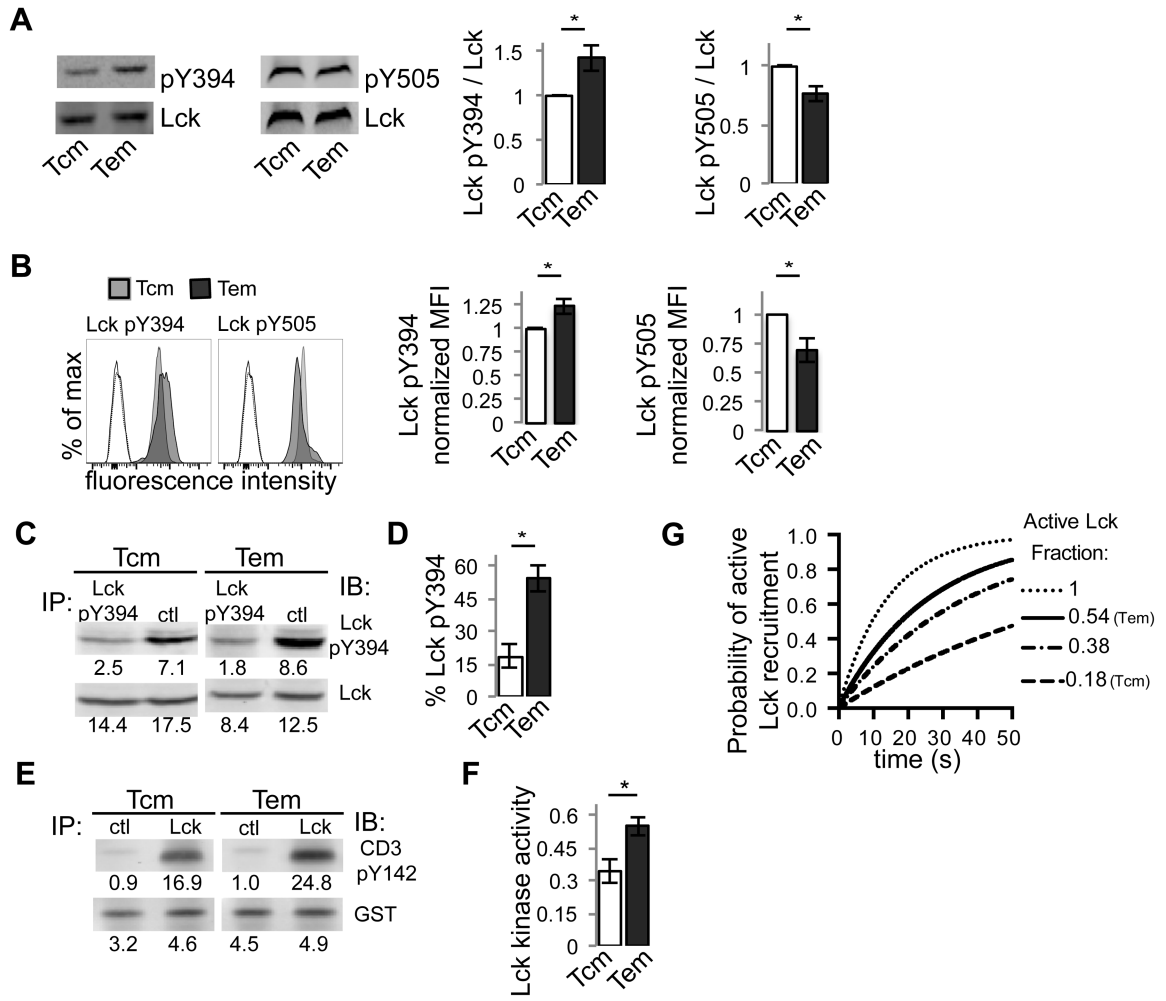 A
pY394
Lck
Tcm
Tem
pY505
Lck
Tcm
Tem
Lck pY394 / Lck
*
1.5
1
0.5
0
Tcm
Tem
Lck pY505 / Lck
*
1
0.5
0
Tcm
Tem
B
Tcm
Tem
Lck pY394
Lck pY505
% of max
fluorescence intensity
Lck pY394
normalized MFI
*
1.25
1
0.75
0.5
0.25
0
Tcm
Tem
Lck pY505
normalized MFI
*
1
0.75
0.5
0.25
0
Tcm
Tem
C
Tcm
Tem
IP:
Lck
pY394
ctl
Lck
pY394
ctl
IB:
Lck
pY394
2.5 7.1 1.8 8.6
Lck
14.4 17.5 8.4 12.5
D
% Lck pY394
*
60
45
30
15
0
Tcm
Tem
G
Probability of active
Lck recruitment
1.0
0.8
0.6
0.4
0.2
0.0
0 10 20 30 40 50
time (s)
Active Lck
Fraction:
1
0.54 (Tem)
0.38
0.18 (Tcm)
E
Tcm
Tem
IP:
ctl Lck ctl Lck
IB:
CD3
pY142
0.9 16.9 1.0 24.8
GST
3.2 4.6 4.5 4.9
F
Lck kinase activity
*
0.6
0.45
0.3
0.15
0
Tcm
Tem